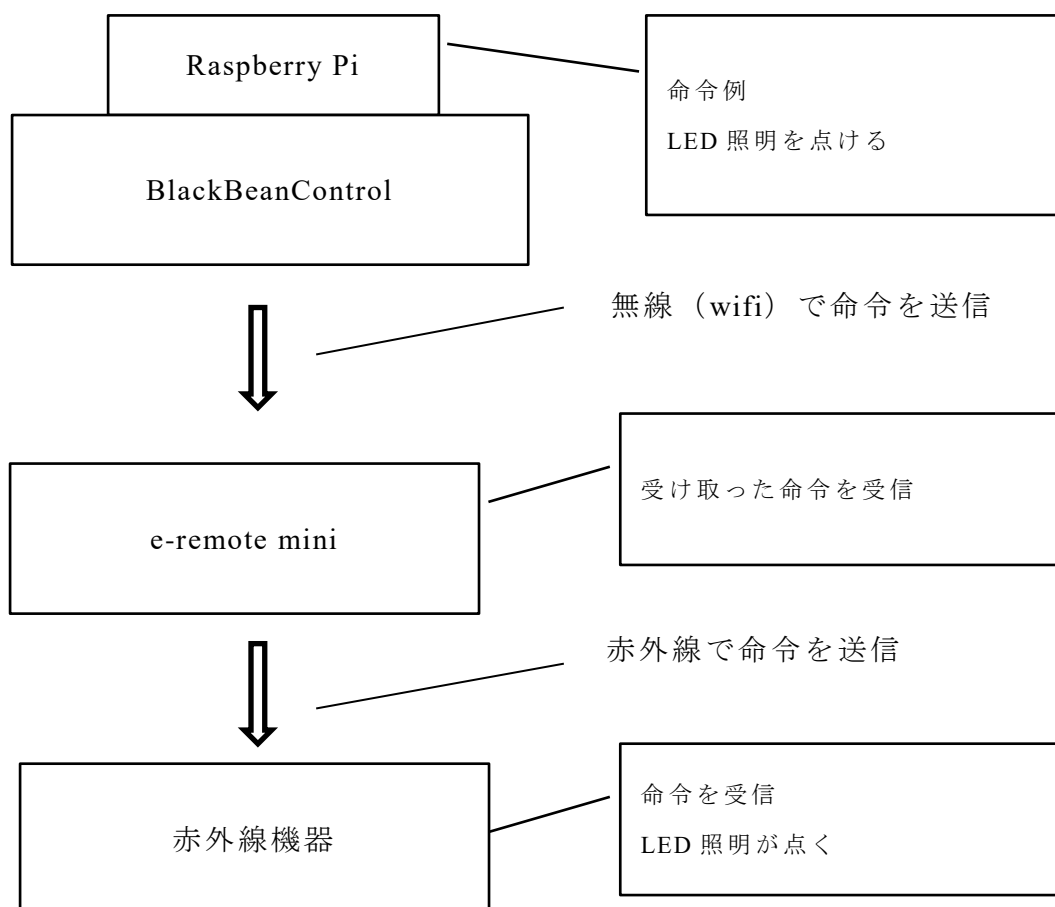 Raspberry Pi
命令例
LED 照明を点ける
BlackBeanControl
無線（wifi）で命令を送信
受け取った命令を受信
e-remote mini
赤外線で命令を送信
命令を受信
LED 照明が点く
赤外線機器